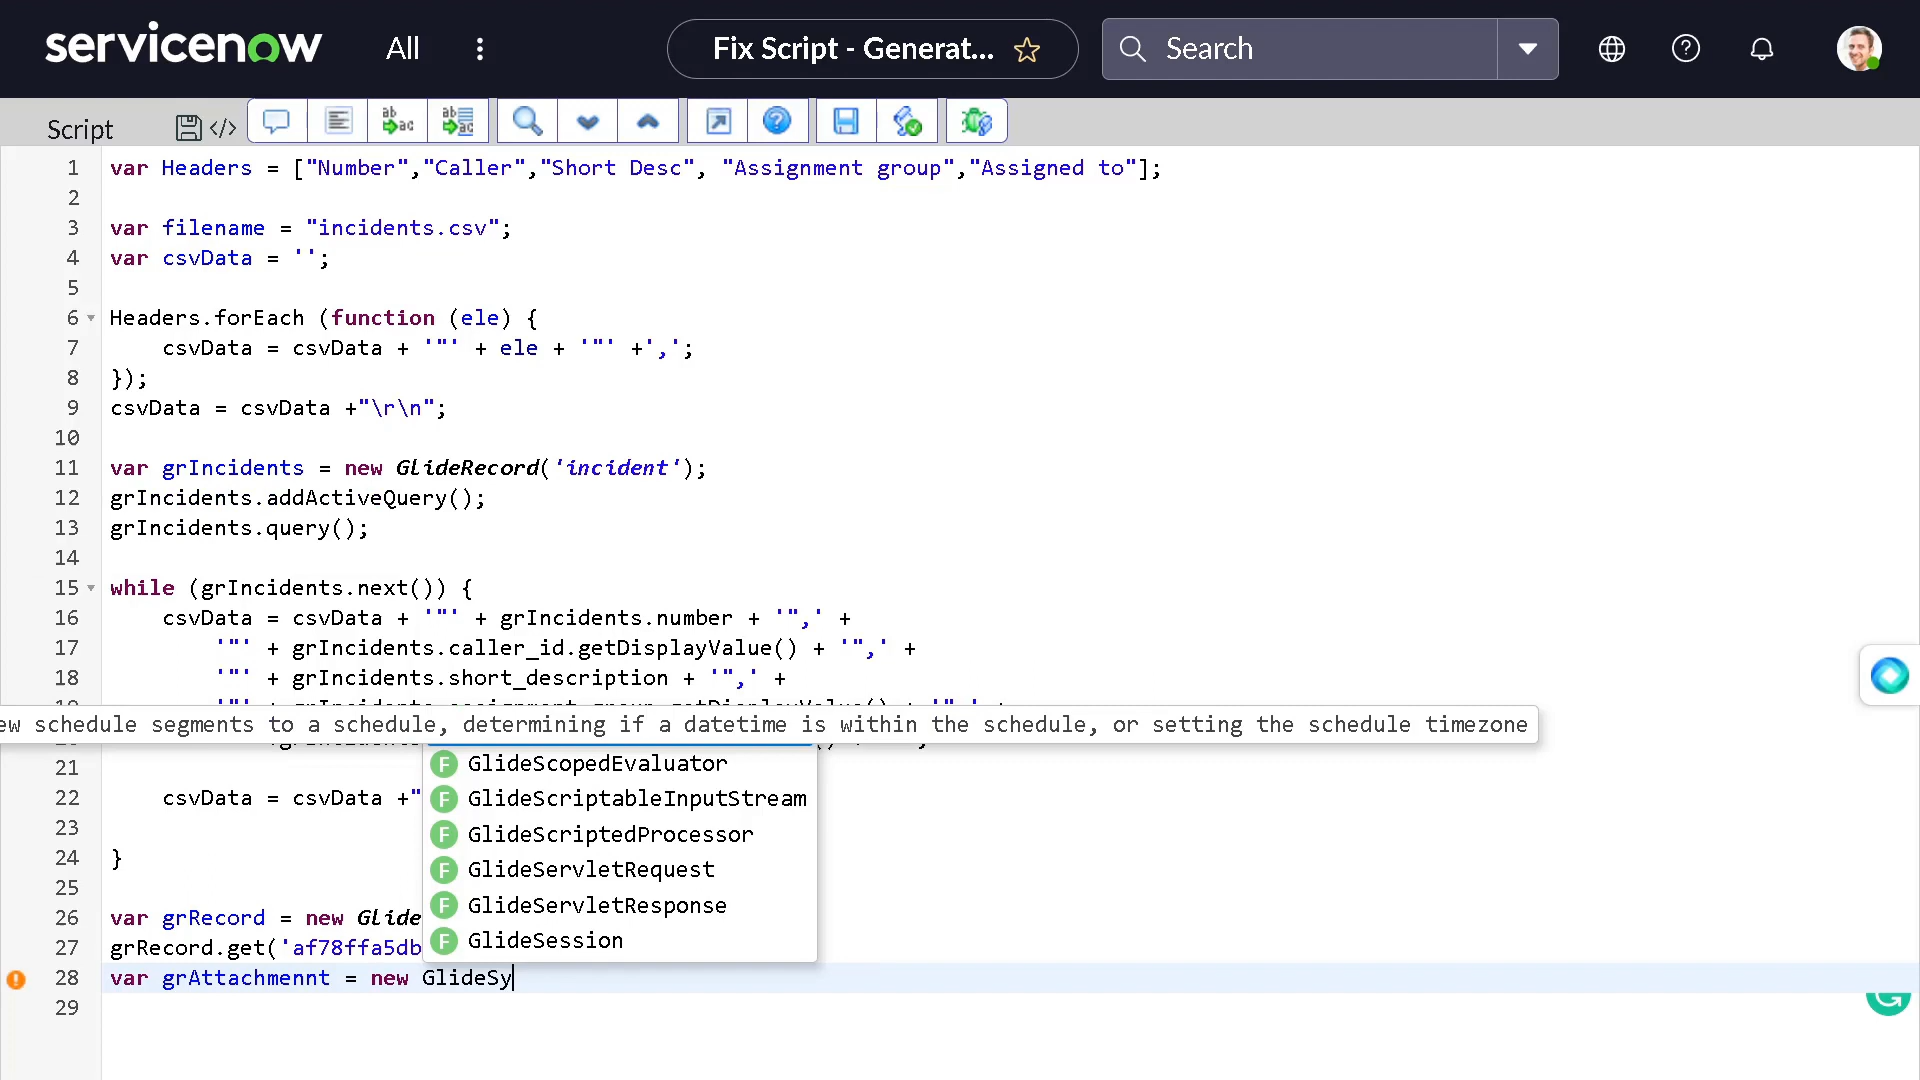 servicenow All Fix Script - Generat... Search
Script
1 var Headers = ["Number","Caller","Short Desc", "Assignment group","Assigned to"];
2
3 var filename = "incidents.csv";
4 var csvData = '';
5
6 Headers.forEach (function (ele) {
7 csvData = csvData + '"' + ele + '"' +',';
8 });
9 csvData = csvData +"\r\n";
10
11 var grIncidents = new GlideRecord('incident');
12 grIncidents.addActiveQuery();
13 grIncidents.query();
14
15 while (grIncidents.next()) {
16 csvData = csvData + '"' + grIncidents.number + '",' +
17 '"' + grIncidents.caller_id.getDisplayValue() + '",' +
18 '"' + grIncidents.short_description + '",' +
schedule segments to a schedule, determining if a datetime is within the schedule, or setting the schedule timezone
GlideScopedEvaluator
21
22 csvData = csvData +"
GlideScriptableInputStream
23
GlideScriptedProcessor
24 }
GlideServletRequest
25
GlideServletResponse
26 var grRecord = new Glide
GlideSession
27 grRecord.get('af78ffa5db
28 var grAttachmennt = new GlideSy
29